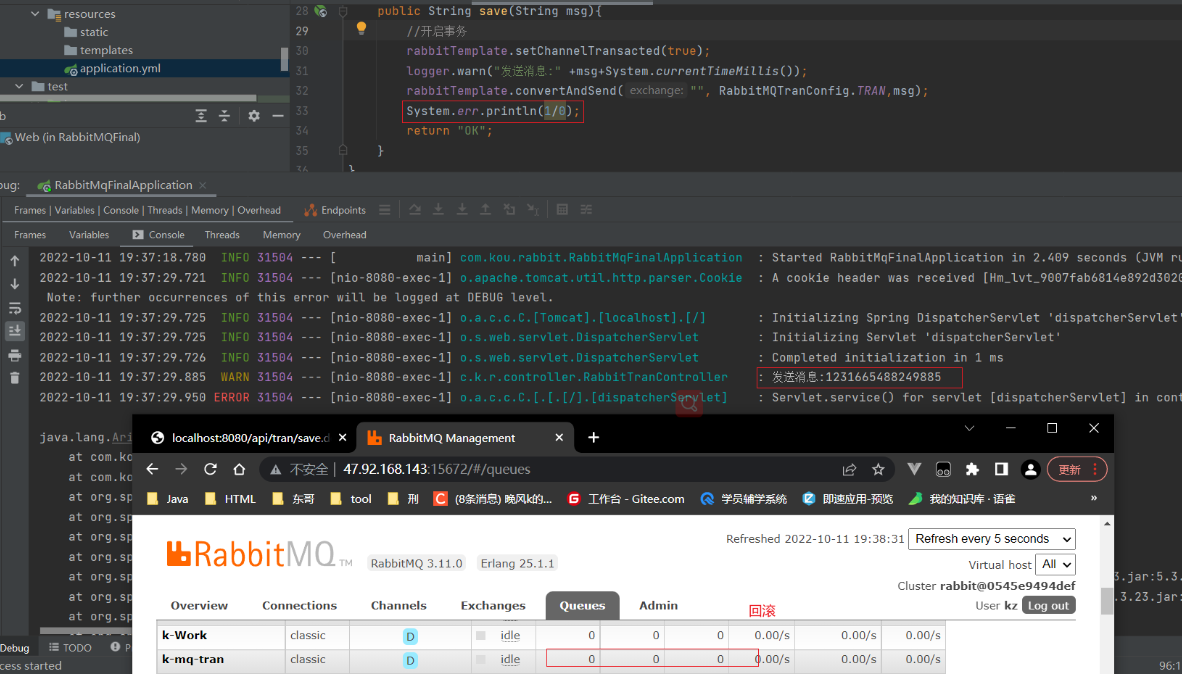 resources
static
templates
application.yml
test
Web (in RabbitMQFinal)
28 public String save(String msg){
29 //开启事务
30 rabbitTemplate.setChannelTransacted(true);
31 logger.warn("发送消息:" +msg+System.currentTimeMillis());
32 rabbitTemplate.convertAndSend( exchange: "", RabbitMQTranConfig.TRAN,msg);
33 System.err.println(1/0);
34 return "OK";
35 }
36 }
bug: RabbitMqFinalApplication
Frames | Variables | Console | Threads | Memory | Overhead Endpoints
Frames Variables Console Threads Memory Overhead
2022-10-11 19:37:18.780 INFO 31504 --- [ main] com.kou.rabbit.RabbitMqFinalApplication : Started RabbitMqFinalApplication in 2.409 seconds (JVM ru
2022-10-11 19:37:29.721 INFO 31504 --- [nio-8080-exec-1] o.apache.tomcat.util.http.parser.Cookie : A cookie header was received [Hm_lvt_9007fab6814e892d3020
Note: further occurrences of this error will be logged at DEBUG level.
2022-10-11 19:37:29.725 INFO 31504 --- [nio-8080-exec-1] o.a.c.c.C.[Tomcat].[localhost].[/] : Initializing Spring DispatcherServlet 'dispatcherServlet'
2022-10-11 19:37:29.725 INFO 31504 --- [nio-8080-exec-1] o.s.web.servlet.DispatcherServlet : Initializing Servlet 'dispatcherServlet'
2022-10-11 19:37:29.726 INFO 31504 --- [nio-8080-exec-1] o.s.web.servlet.DispatcherServlet : Completed initialization in 1 ms
2022-10-11 19:37:29.885 WARN 31504 --- [nio-8080-exec-1] c.k.r.controller.RabbitTranController : 发送消息:1231665488249885
2022-10-11 19:37:29.950 ERROR 31504 --- [nio-8080-exec-1] o.a.c.c.C.[.[.[/].[dispatcherServlet] : Servlet.service() for servlet [dispatcherServlet] in cont
java.lang.Ari
at com.ko
at com.ko
at org.sp
at org.sp
at org.sp
at org.sp
at org.sp
at org.sp
at org.sp
3.jar:5.3.
.3.23.jar:
Debug TODO P
cess started
96:1
localhost:8080/api/tran/save.d RabbitMQ Management
不安全 | 47.92.168.143:15672/#/queues 更新
Java HTML 东哥 tool 刑 (8条消息) 晚风k的... 工作台 - Gitee.com 学员辅学系统 即速应用-预览 我的知识库 · 语雀 »
Refreshed 2022-10-11 19:38:31 Refresh every 5 seconds
RabbitMQ TM RabbitMQ 3.11.0 Erlang 25.1.1
Virtual host All
Cluster rabbit@0545e9494def
User kz Log out
Overview Connections Channels Exchanges Queues Admin
回滚
k-Work classic D idle 0 0 0 0.00/s 0.00/s 0.00/s
k-mq-tran classic D idle 0 0 0 0.00/s 0.00/s 0.00/s